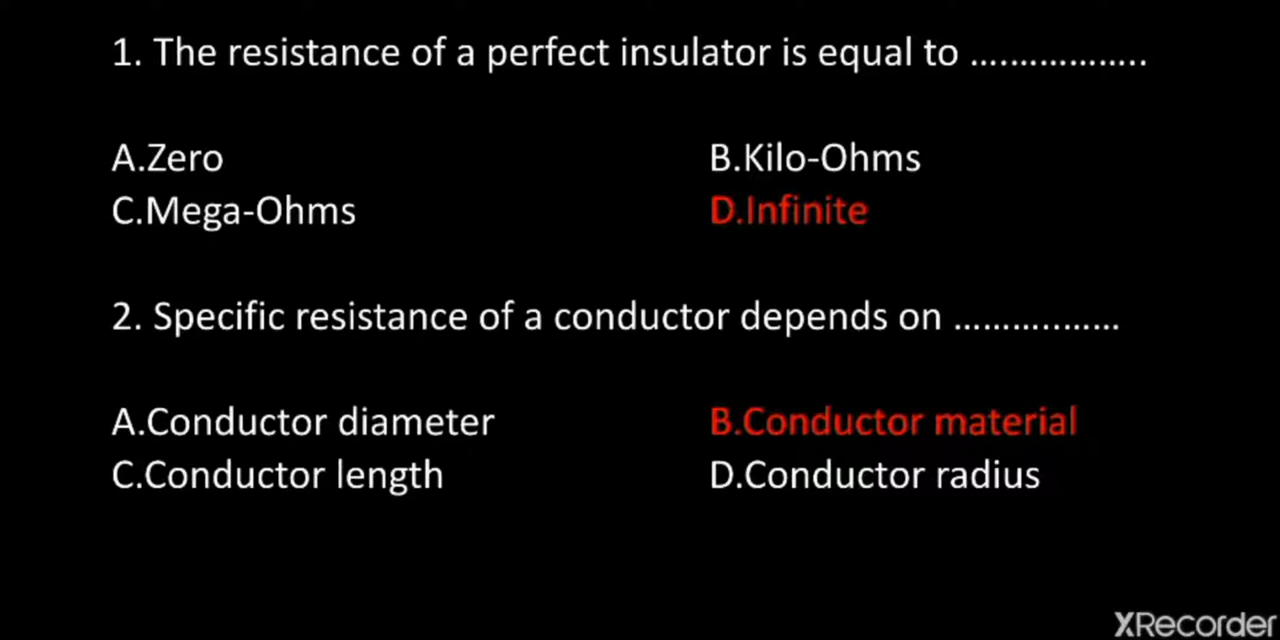 1. The resistance of a perfect insulator is equal to ....................
A.Zero
B.Kilo-Ohms
C.Mega-Ohms
D.Infinite
2. Specific resistance of a conductor depends on ...................
A.Conductor diameter
B.Conductor material
C.Conductor length
D.Conductor radius
XRecorder